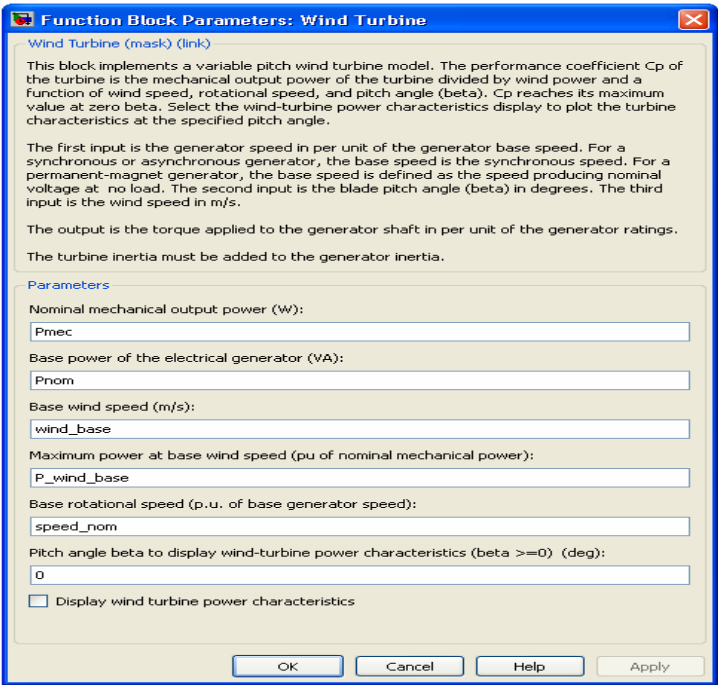 Function Block Parameters: Wind Turbine
Wind Turbine (mask) (link)
This block implements a variable pitch wind turbine model. The performance coefficient Cp of
the turbine is the mechanical output power of the turbine divided by wind power and a
function of wind speed, rotational speed, and pitch angle (beta). Cp reaches its maximum
value at zero beta. Select the wind-turbine power characteristics display to plot the turbine
characteristics at the specified pitch angle.
The first input is the generator speed in per unit of the generator base speed. For a
synchronous or asynchronous generator, the base speed is the synchronous speed. For a
permanent-magnet generator, the base speed is defined as the speed producing nominal
voltage at no load. The second input is the blade pitch angle (beta) in degrees. The third
input is the wind speed in m/s.
The output is the torque applied to the generator shaft in per unit of the generator ratings.
The turbine inertia must be added to the generator inertia.
Parameters
Nominal mechanical output power (W):
Pmec
Base power of the electrical generator (VA):
Pnom
Base wind speed (m/s):
wind_base
Maximum power at base wind speed (pu of nominal mechanical power):
P_wind_base
Base rotational speed (p.u. of base generator speed):
speed_nom
Pitch angle beta to display wind-turbine power characteristics (beta >=0) (deg):
0
Display wind turbine power characteristics
OK Cancel Help Apply